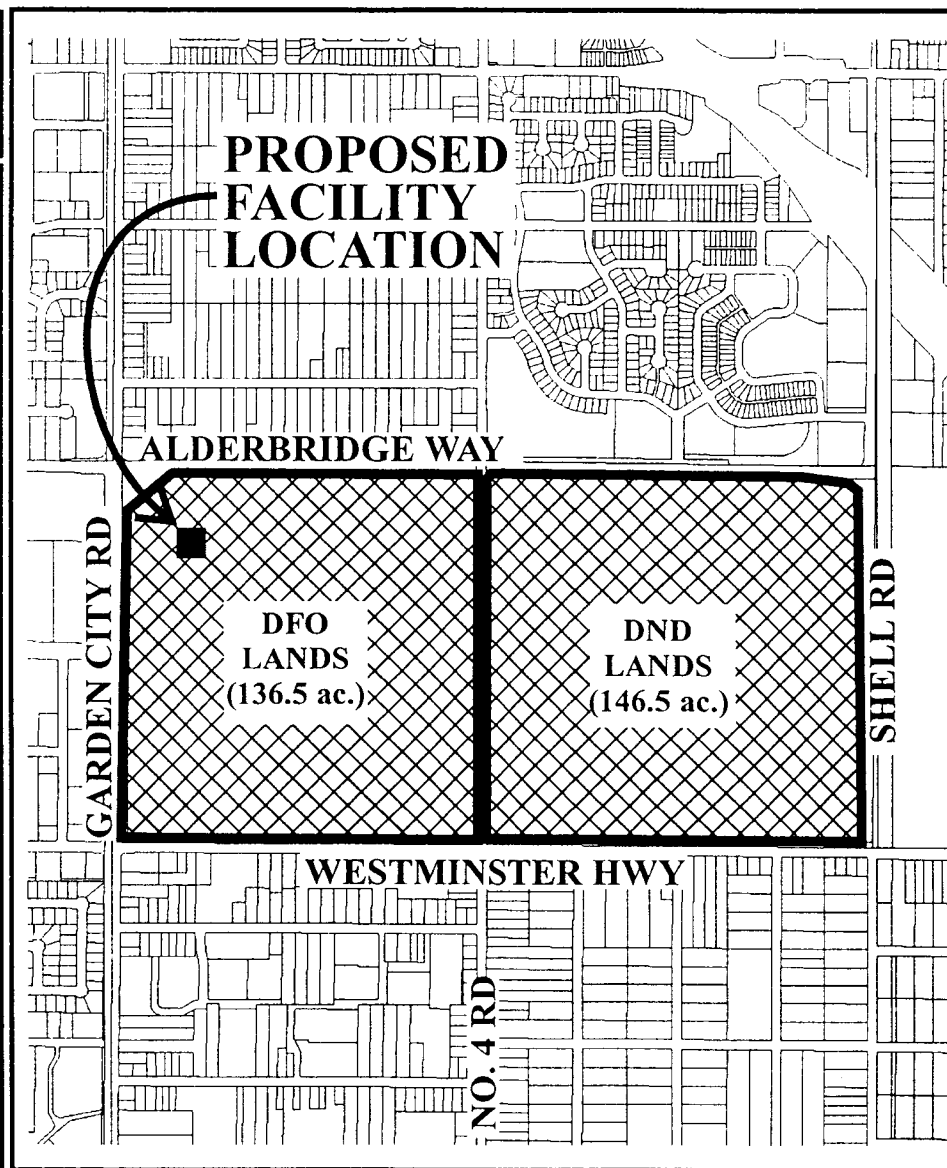 PROPOSED
FACILITY
LOCATION
ALDERBRIDGE WAY
GARDEN CITY RD
DFO
LANDS
(136.5 ac.)
DND
LANDS
(146.5 ac.)
SHELL RD
WESTMINSTER HWY
NO. 4 RD